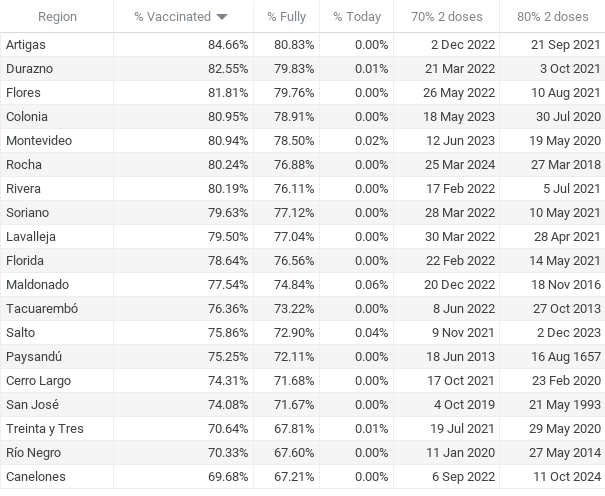 Region % Vaccinated % Fully % Today 70% 2 doses 80% 2 doses
Artigas 84.66% 80.83% 0.00% 2 Dec 2022 21 Sep 2021
Durazno 82.55% 79.83% 0.01% 21 Mar 2022 3 Oct 2021
Flores 81.81% 79.76% 0.00% 26 May 2022 10 Aug 2021
Colonia 80.95% 78.91% 0.00% 18 May 2023 30 Jul 2020
Montevideo 80.94% 78.50% 0.02% 12 Jun 2023 19 May 2020
Rocha 80.24% 76.88% 0.00% 25 Mar 2024 27 Mar 2018
Rivera 80.19% 76.11% 0.00% 17 Feb 2022 5 Jul 2021
Soriano 79.63% 77.12% 0.00% 28 Mar 2022 10 May 2021
Lavalleja 79.50% 77.04% 0.00% 30 Mar 2022 28 Apr 2021
Florida 78.64% 76.56% 0.00% 22 Feb 2022 14 May 2021
Maldonado 77.54% 74.84% 0.06% 20 Dec 2022 18 Nov 2016
Tacuarembó 76.36% 73.22% 0.00% 8 Jun 2022 27 Oct 2013
Salto 75.86% 72.90% 0.04% 9 Nov 2021 2 Dec 2023
Paysandú 75.25% 72.11% 0.00% 18 Jun 2013 16 Aug 1657
Cerro Largo 74.31% 71.68% 0.00% 17 Oct 2021 23 Feb 2020
San José 74.08% 71.67% 0.00% 4 Oct 2019 21 May 1993
Treinta y Tres 70.64% 67.81% 0.01% 19 Jul 2021 29 May 2020
Río Negro 70.33% 67.60% 0.00% 11 Jan 2020 27 May 2014
Canelones 69.68% 67.21% 0.00% 6 Sep 2022 11 Oct 2024